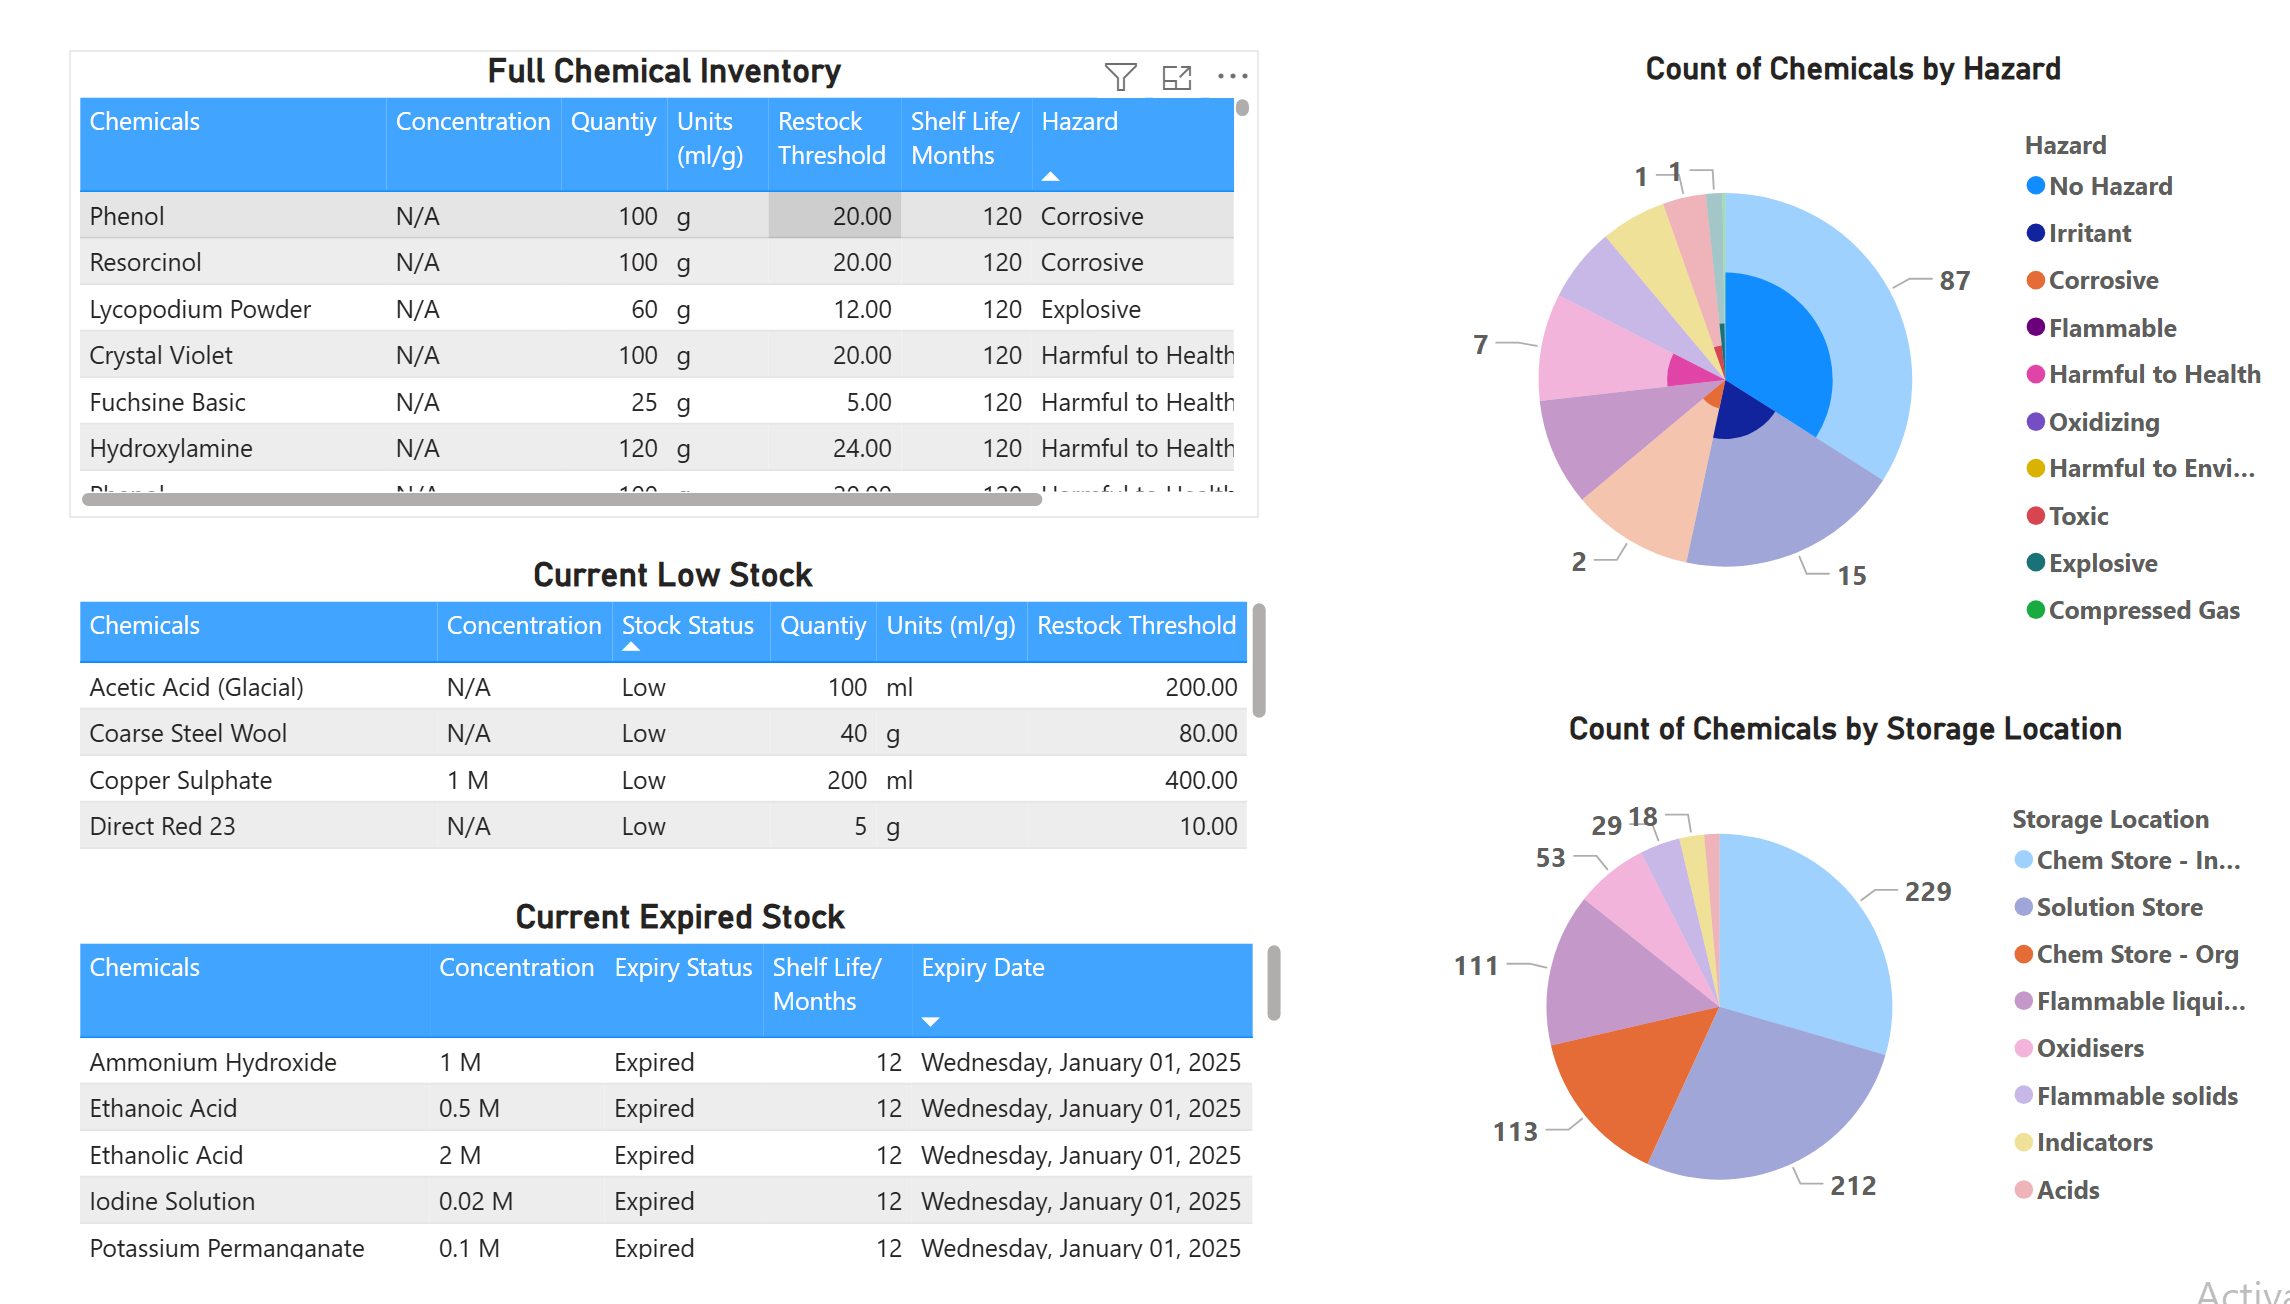 Full Chemical Inventory
Chemicals Concentration Quantiy Units (ml/g) Restock Threshold Shelf Life/ Months Hazard
Phenol N/A 100 g 20.00 120 Corrosive
Resorcinol N/A 100 g 20.00 120 Corrosive
Lycopodium Powder N/A 60 g 12.00 120 Explosive
Crystal Violet N/A 100 g 20.00 120 Harmful to Health
Fuchsine Basic N/A 25 g 5.00 120 Harmful to Health
Hydroxylamine N/A 120 g 24.00 120 Harmful to Health
Current Low Stock
Chemicals Concentration Stock Status Quantiy Units (ml/g) Restock Threshold
Acetic Acid (Glacial) N/A Low 100 ml 200.00
Coarse Steel Wool N/A Low 40 g 80.00
Copper Sulphate 1 M Low 200 ml 400.00
Direct Red 23 N/A Low 5 g 10.00
Current Expired Stock
Chemicals Concentration Expiry Status Shelf Life/ Months Expiry Date
Ammonium Hydroxide 1 M Expired 12 Wednesday, January 01, 2025
Ethanoic Acid 0.5 M Expired 12 Wednesday, January 01, 2025
Ethanolic Acid 2 M Expired 12 Wednesday, January 01, 2025
Iodine Solution 0.02 M Expired 12 Wednesday, January 01, 2025
Potassium Permanganate 0.1 M Expired 12 Wednesday, January 01, 2025
Count of Chemicals by Hazard
1
1
87
7
2
15
Hazard
No Hazard
Irritant
Corrosive
Flammable
Harmful to Health
Oxidizing
Harmful to Envi...
Toxic
Explosive
Compressed Gas
Count of Chemicals by Storage Location
29
18
53
229
111
113
212
Storage Location
Chem Store - In...
Solution Store
Chem Store - Org
Flammable liqui...
Oxidisers
Flammable solids
Indicators
Acids